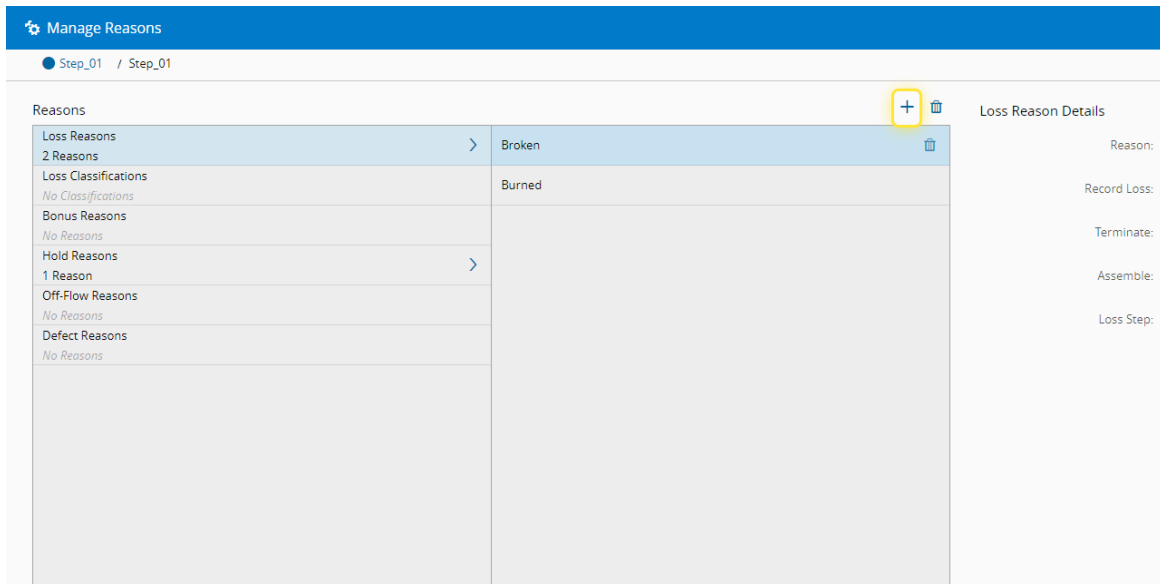 Manage Reasons
Step_01 / Step_01
Reasons
Loss Reasons
2 Reasons
Loss Classifications
No Classifications
Bonus Reasons
No Reasons
Hold Reasons
1 Reason
Off-Flow Reasons
No Reasons
Defect Reasons
No Reasons
Broken
Burned
Loss Reason Details
Reason:
Record Loss:
Terminate:
Assemble:
Loss Step: